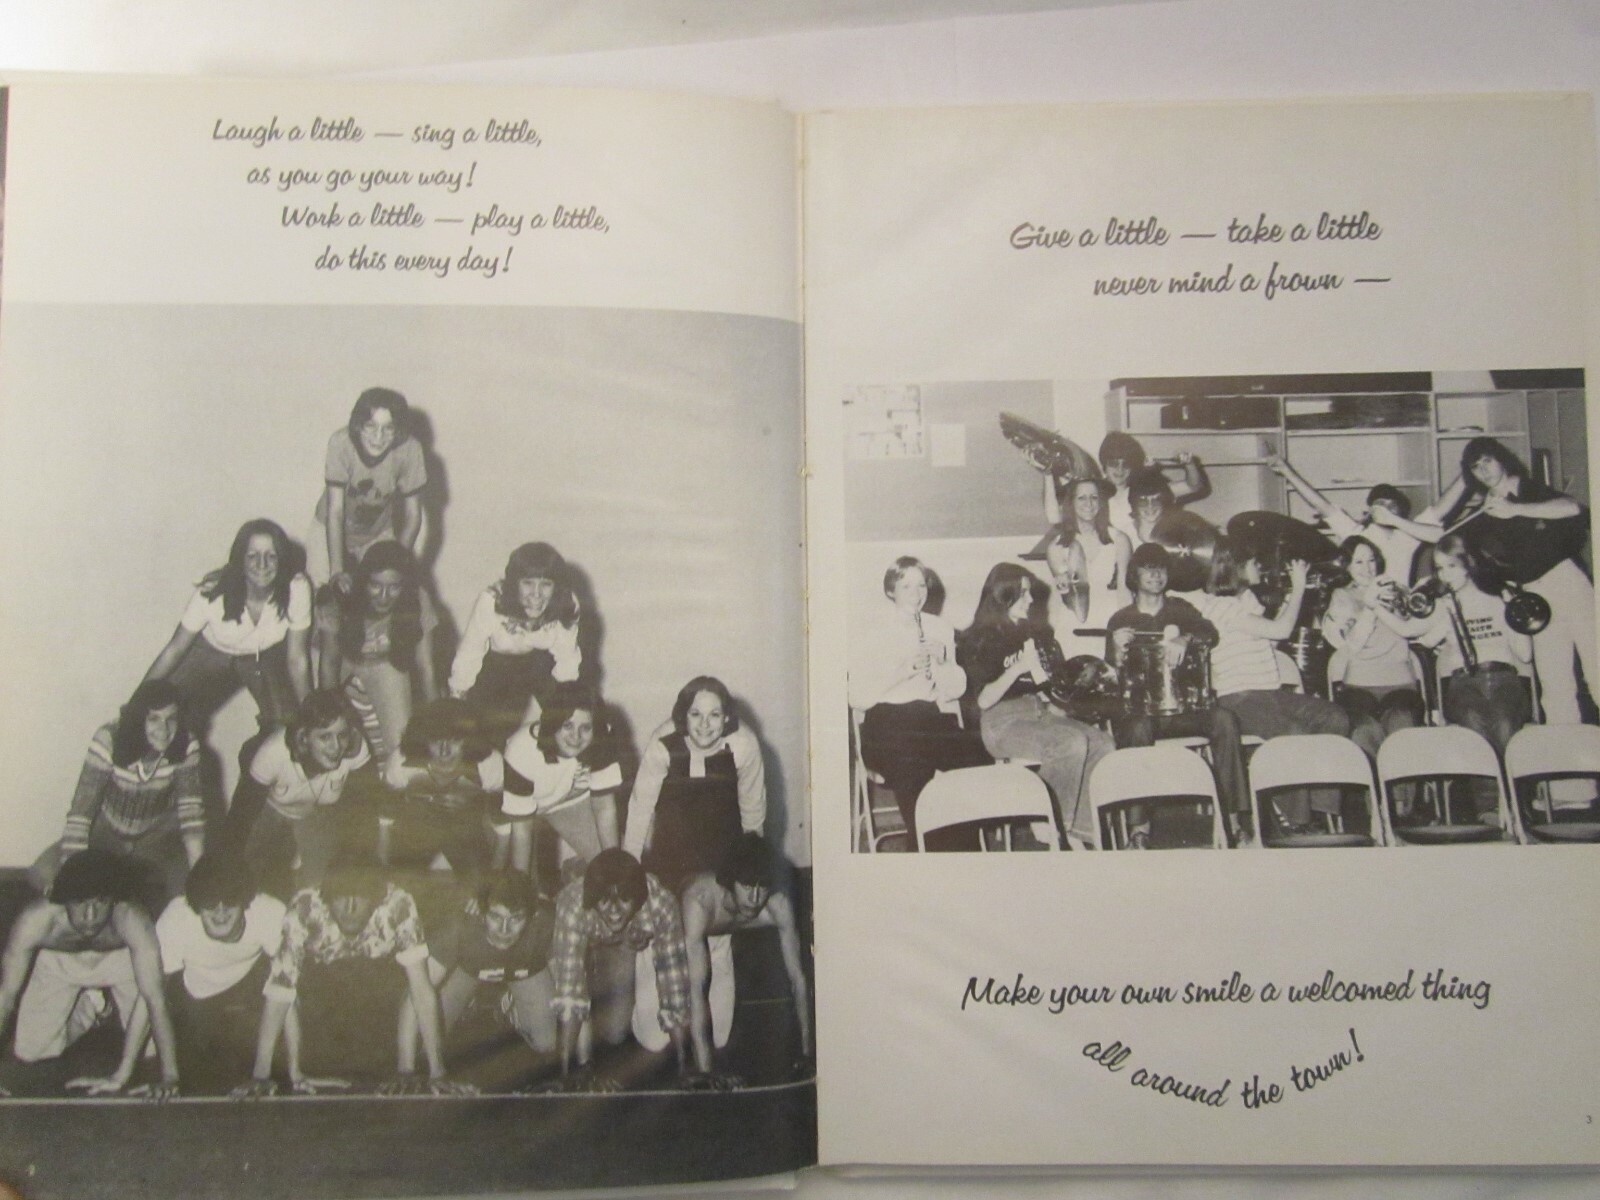 Laugh a little — sing a little,
as you go your way!
Work a little — play a little,
do this every day!
Give a little — take a little
never mind a frown —
Make your own smile a welcomed thing
all around the town!
3